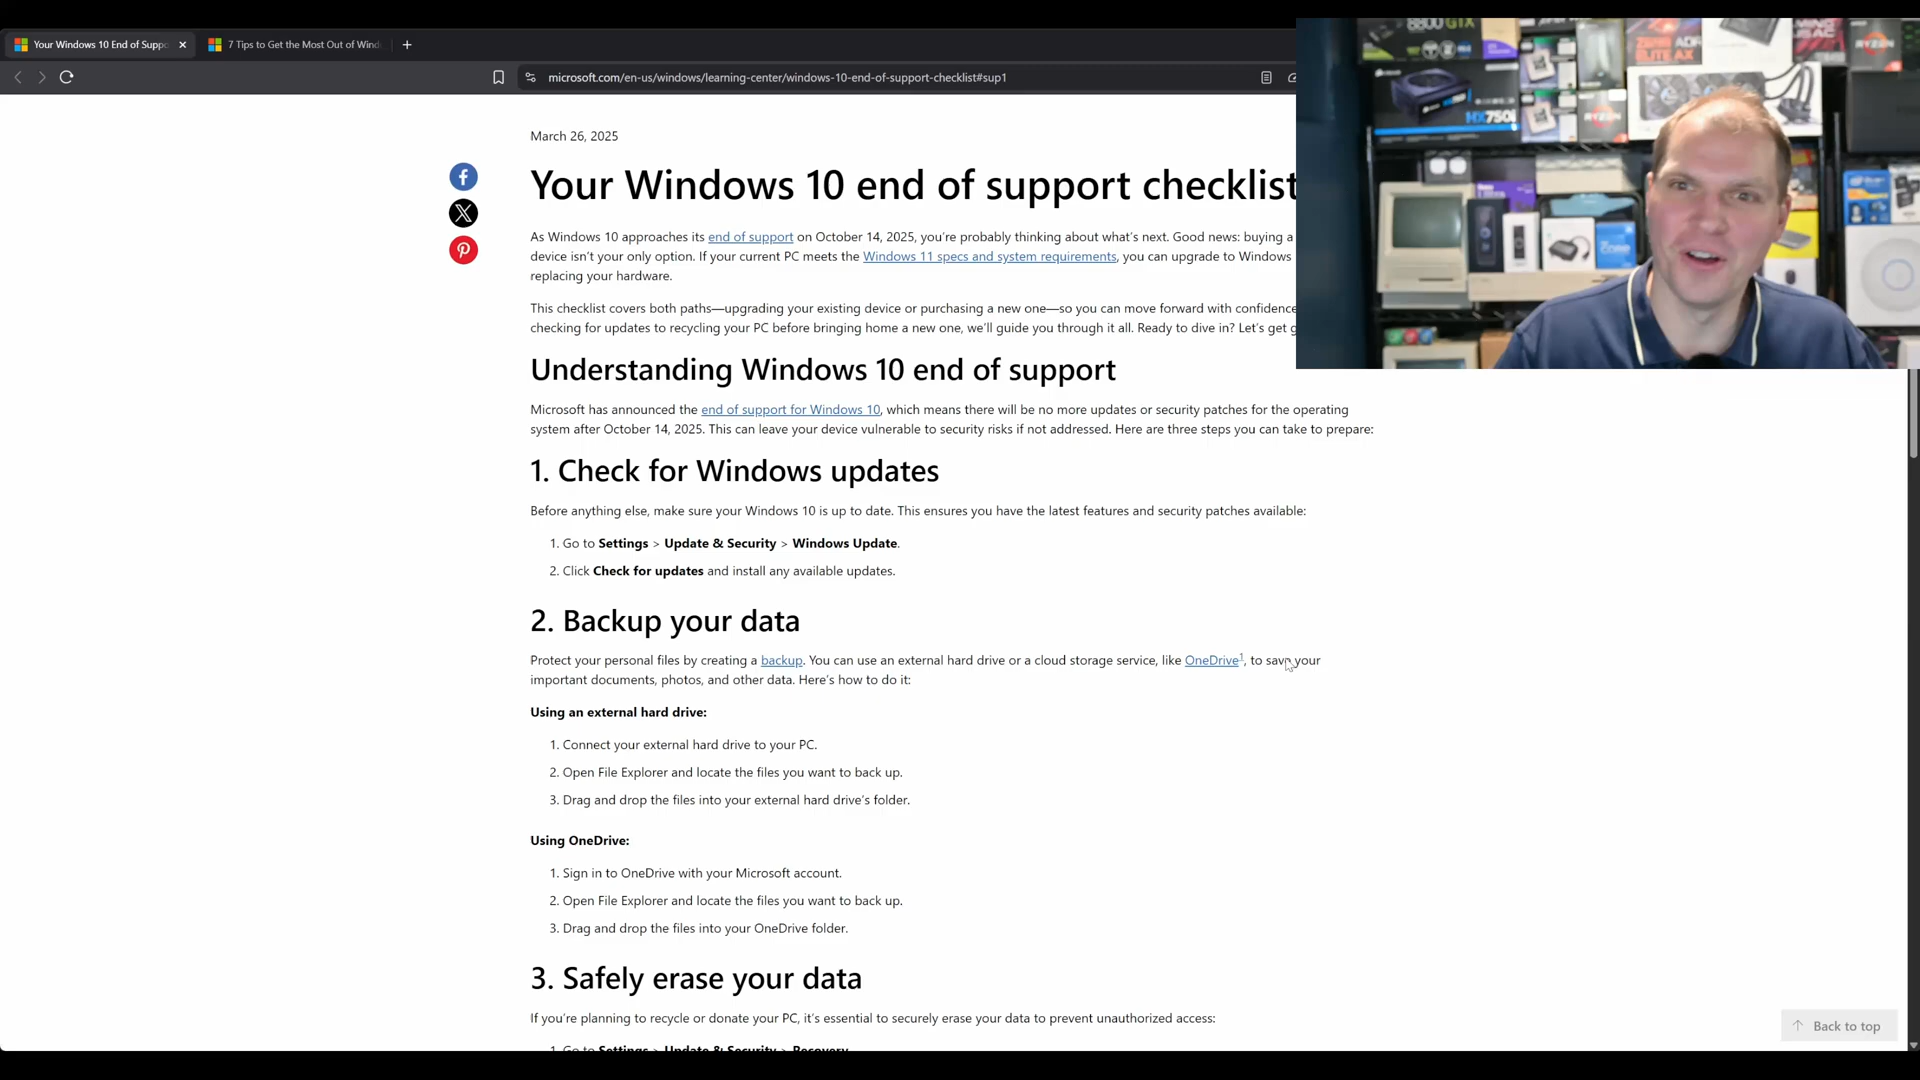 Your Windows 10 End of Suppo
7 Tips to Get the Most Out of Wind
microsoft.com/en-us/windows/learning-center/windows-10-end-of-support-checklist#sup1
March 26, 2025
Your Windows 10 end of support checklist
As Windows 10 approaches its end of support on October 14, 2025, you're probably thinking about what's next. Good news: buying a
device isn't your only option. If your current PC meets the Windows 11 specs and system requirements, you can upgrade to Windows
replacing your hardware.
This checklist covers both paths—upgrading your existing device or purchasing a new one—so you can move forward with confidence
checking for updates to recycling your PC before bringing home a new one, we'll guide you through it all. Ready to dive in? Let's get g
Understanding Windows 10 end of support
Microsoft has announced the end of support for Windows 10, which means there will be no more updates or security patches for the operating
system after October 14, 2025. This can leave your device vulnerable to security risks if not addressed. Here are three steps you can take to prepare:
1. Check for Windows updates
Before anything else, make sure your Windows 10 is up to date. This ensures you have the latest features and security patches available:
1. Go to Settings > Update & Security > Windows Update.
2. Click Check for updates and install any available updates.
2. Backup your data
Protect your personal files by creating a backup. You can use an external hard drive or a cloud storage service, like OneDrive1, to save your
important documents, photos, and other data. Here's how to do it:
Using an external hard drive:
1. Connect your external hard drive to your PC.
2. Open File Explorer and locate the files you want to back up.
3. Drag and drop the files into your external hard drive's folder.
Using OneDrive:
1. Sign in to OneDrive with your Microsoft account.
2. Open File Explorer and locate the files you want to back up.
3. Drag and drop the files into your OneDrive folder.
3. Safely erase your data
If you're planning to recycle or donate your PC, it's essential to securely erase your data to prevent unauthorized access:
1. Go to Settings > Update & Security > Recovery
Back to top
8800 GTX
HX750i
RYZEN
RYZEN